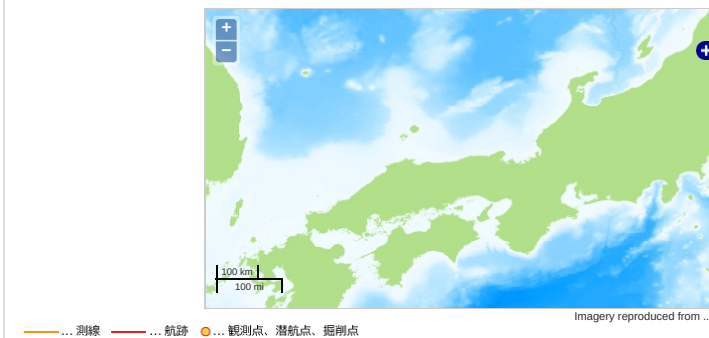 +
−
+
100 km
100 mi
Imagery reproduced from ...
... 測線 ... 航跡 ... 観測点、潜航点、掘削点